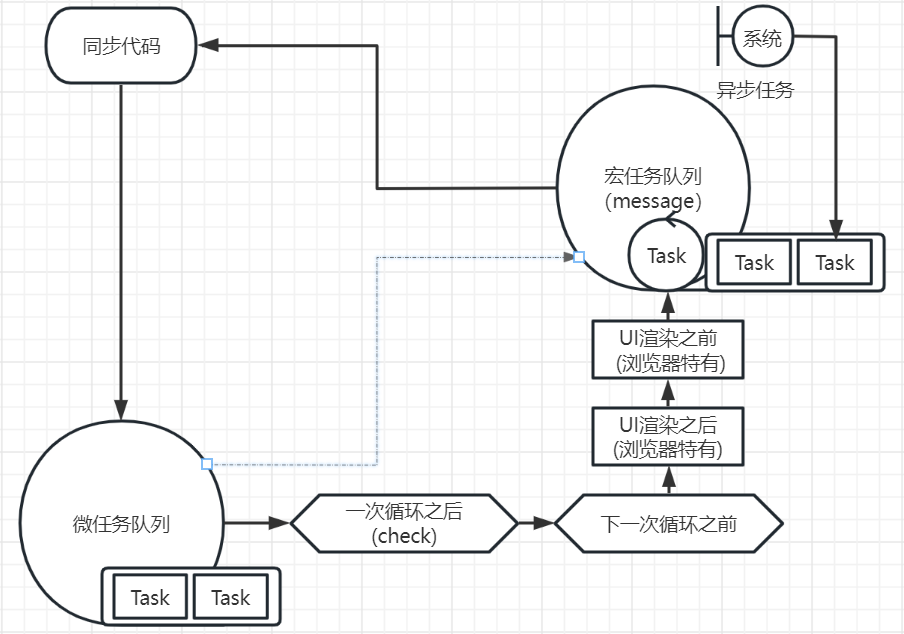 同步代码
系统
异步任务
宏任务队列
（message）
Task
Task
Task
UI渲染之前
(浏览器特有)
UI渲染之后
(浏览器特有)
微任务队列
一次循环之后
(check)
下一次循环之前
Task
Task